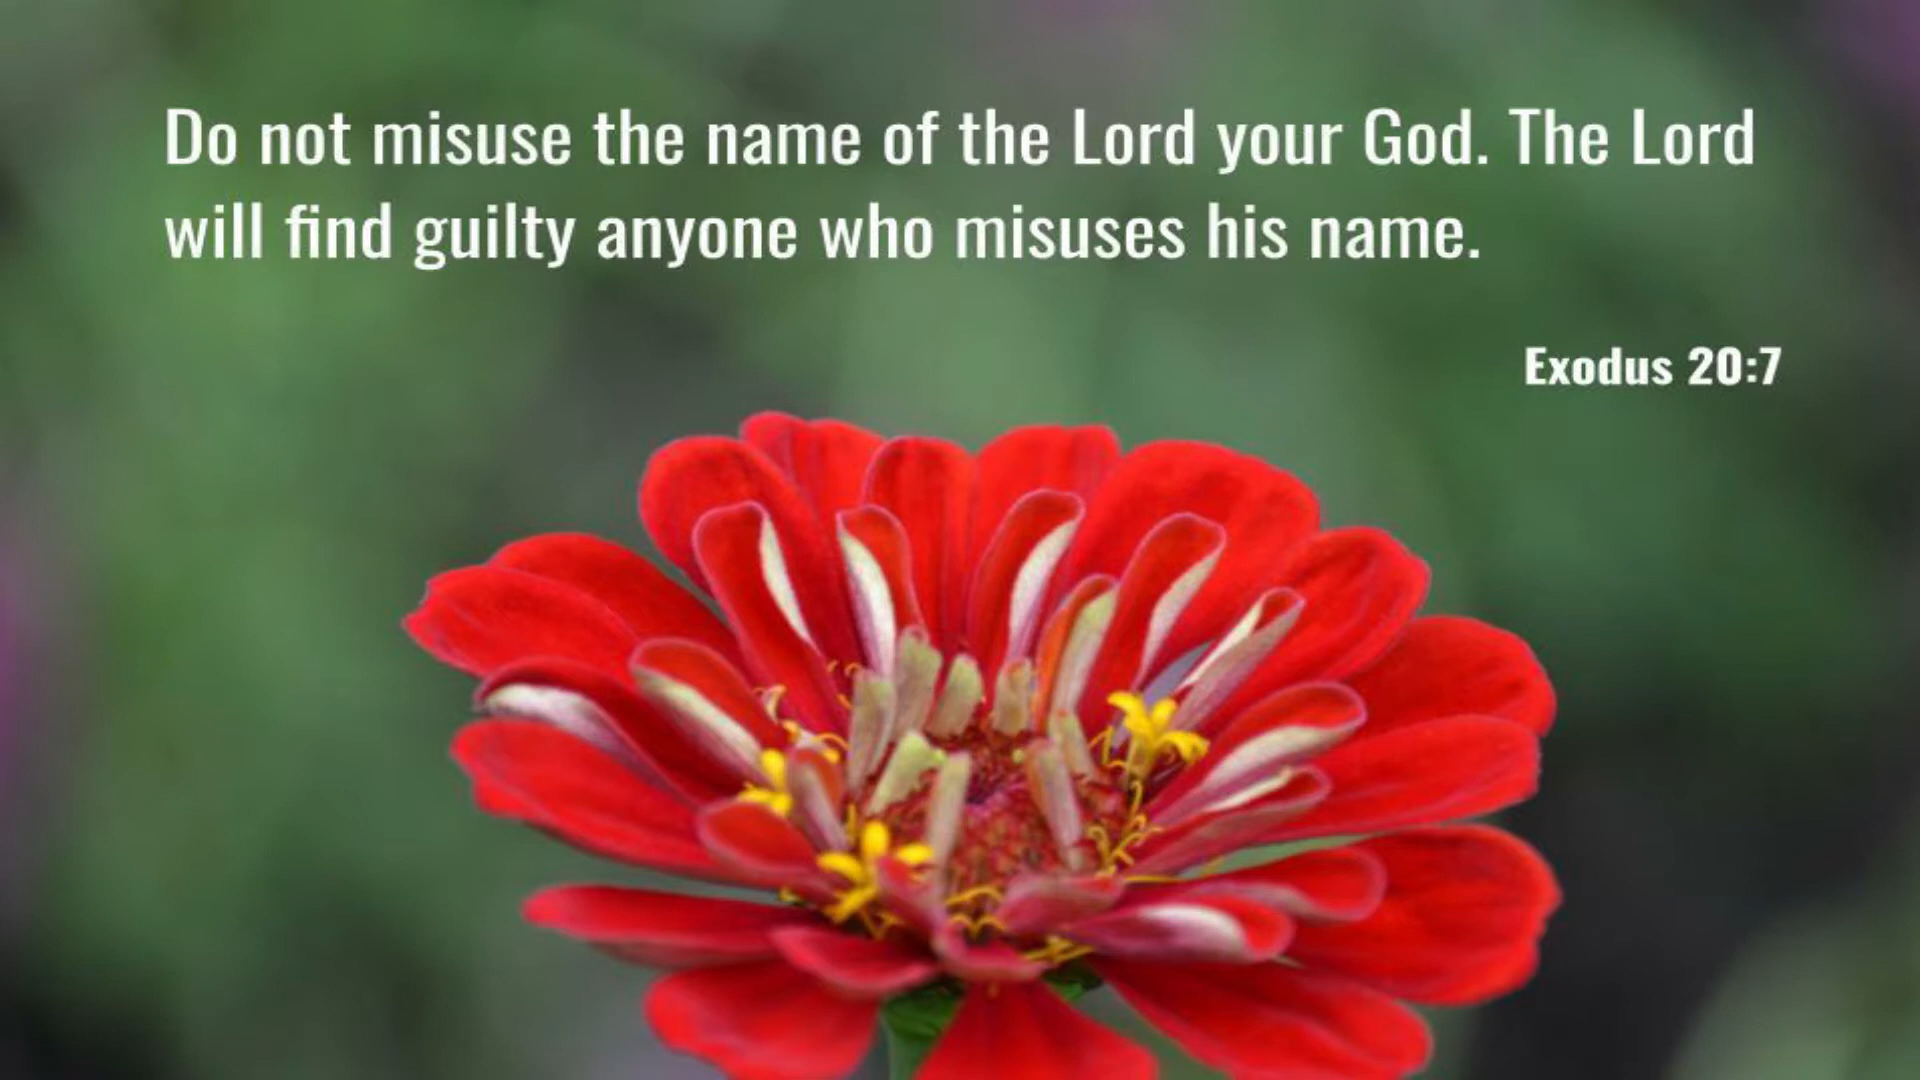 Do not misuse the name of the Lord your God. The Lord
will find guilty anyone who misuses his name.
Exodus 20:7